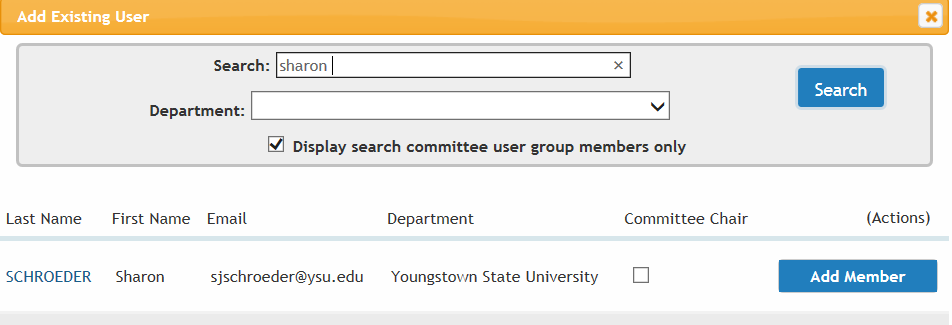 Add Existing User
Search: sharon
Search
Department:
Display search committee user group members only
Last Name First Name Email Department Committee Chair (Actions)
SCHROEDER Sharon sjschroeder@ysu.edu Youngstown State University Add Member